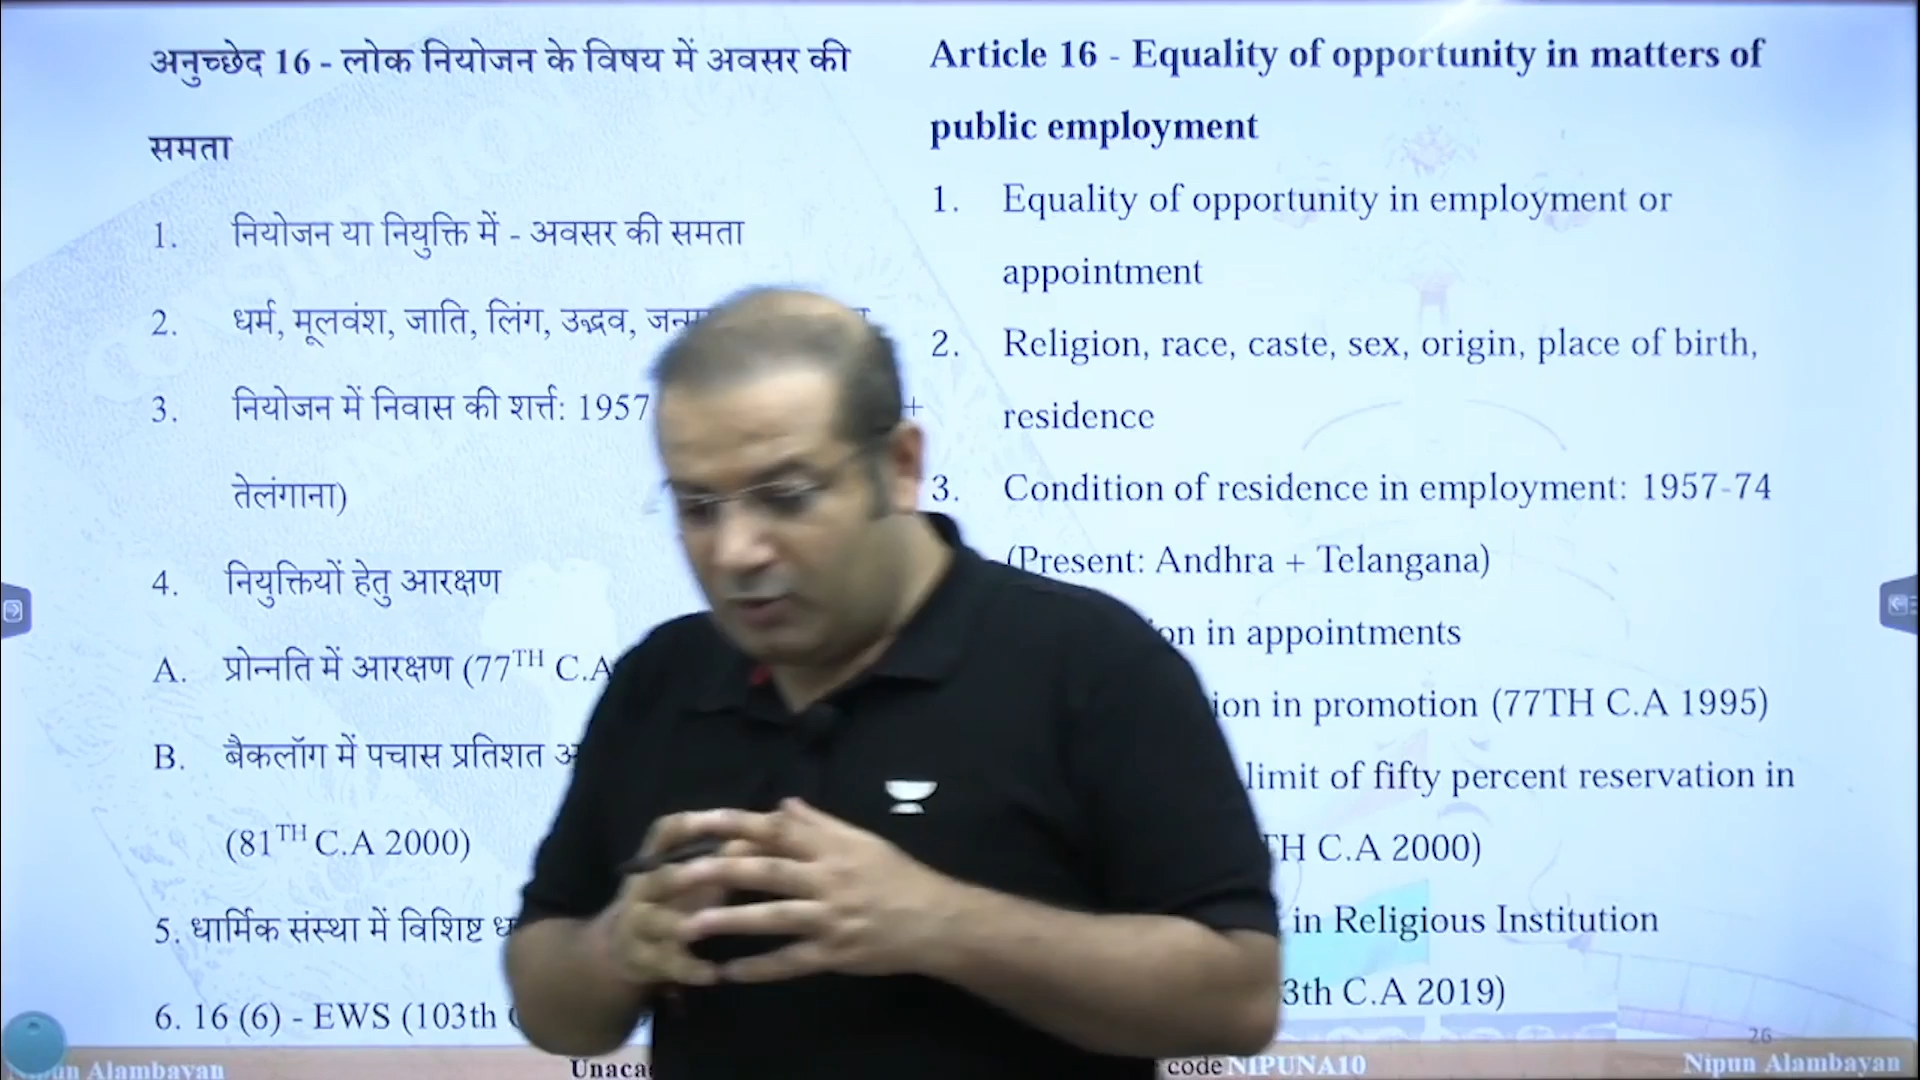 अनुच्छेद 16 - लोक नियोजन के विषय में अवसर की
समता
1. नियोजन या नियुक्ति में - अवसर की समता
2. धर्म, मूलवंश, जाति, लिंग, उद्भव,
3. नियोजन में निवास की शर्त्त: 1957 +
तेलंगाना)
4. नियुक्तियों हेतु आरक्षण
A. प्रोन्नति में आरक्षण (77TH C.A
B. बैकलॉग में पचास प्रतिशत
(81TH C.A 2000)
5. धार्मिक संस्था में विशिष्ट
6. 16 (6) - EWS (103th
Article 16 - Equality of opportunity in matters of
public employment
1. Equality of opportunity in employment or
appointment
2. Religion, race, caste, sex, origin, place of birth,
residence
3. Condition of residence in employment: 1957-74
(Present: Andhra + Telangana)
in appointments
in promotion (77TH C.A 1995)
limit of fifty percent reservation in
C.A 2000)
in Religious Institution
C.A 2019)
26
Alambayan
code NIPUNA10
Nipun Alambayan